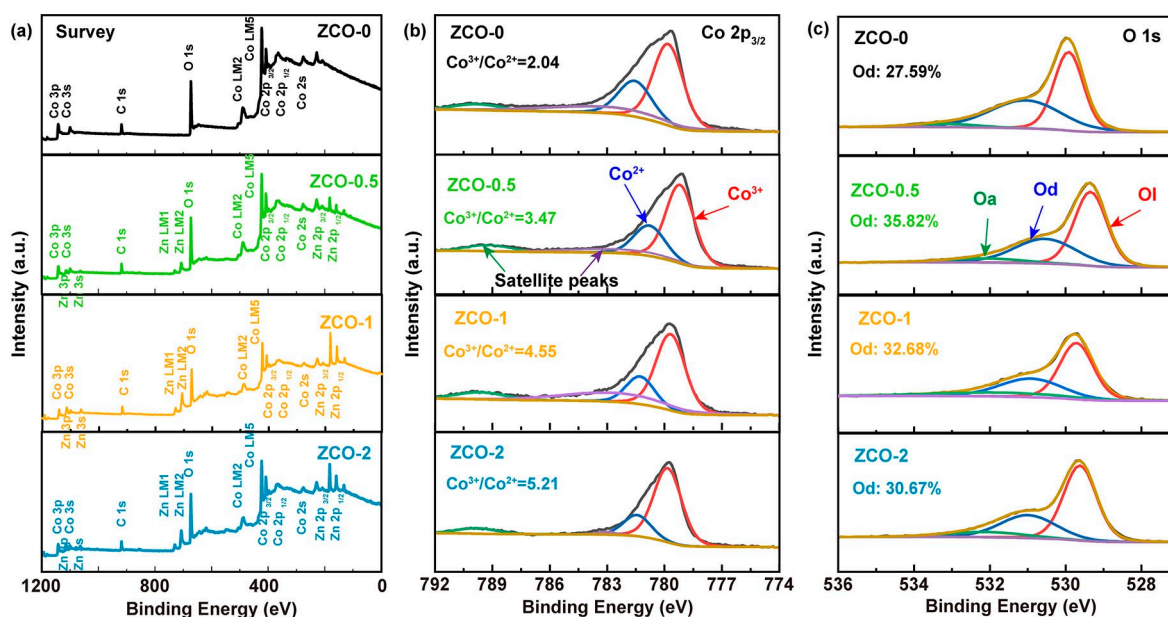 (a)
Survey
ZCO-0
Co 3p
Co 3s
C 1s
O 1s
Co LM2
Co LM5
Co 2p 3/2
Co 2p 1/2
Co 2s
ZCO-0.5
Co 3p
Co 3s
Zn 3p
Zn 3s
C 1s
Zn LM1
Zn LM2
O 1s
Co LM2
Co LM5
Co 2p 3/2
Co 2p 1/2
Co 2s
Zn 2p 3/2
Zn 2p 1/2
ZCO-1
Co 3p
Co 3s
Zn 3p
Zn 3s
C 1s
Zn LM1
Zn LM2
O 1s
Co LM2
Co LM5
Co 2p 3/2
Co 2p 1/2
Co 2s
Zn 2p 3/2
Zn 2p 1/2
ZCO-2
Co 3p
Co 3s
Zn 3p
Zn 3s
C 1s
Zn LM1
Zn LM2
O 1s
Co LM2
Co LM5
Co 2p 3/2
Co 2p 1/2
Co 2s
Zn 2p 3/2
Zn 2p 1/2
Intensity (a.u.)
1200 800 400 0
Binding Energy (eV)
(b)
ZCO-0
Co 2p3/2
Co³⁺/Co²⁺=2.04
ZCO-0.5
Co²⁺
Co³⁺/Co²⁺=3.47
Co³⁺
Satellite peaks
ZCO-1
Co³⁺/Co²⁺=4.55
ZCO-2
Co³⁺/Co²⁺=5.21
Intensity (a.u.)
792 789 786 783 780 777 774
Binding Energy (eV)
(c)
ZCO-0
O 1s
Od: 27.59%
ZCO-0.5
Od: 35.82%
Oa
Od
Ol
ZCO-1
Od: 32.68%
ZCO-2
Od: 30.67%
Intensity (a.u.)
536 534 532 530 528
Binding Energy (eV)